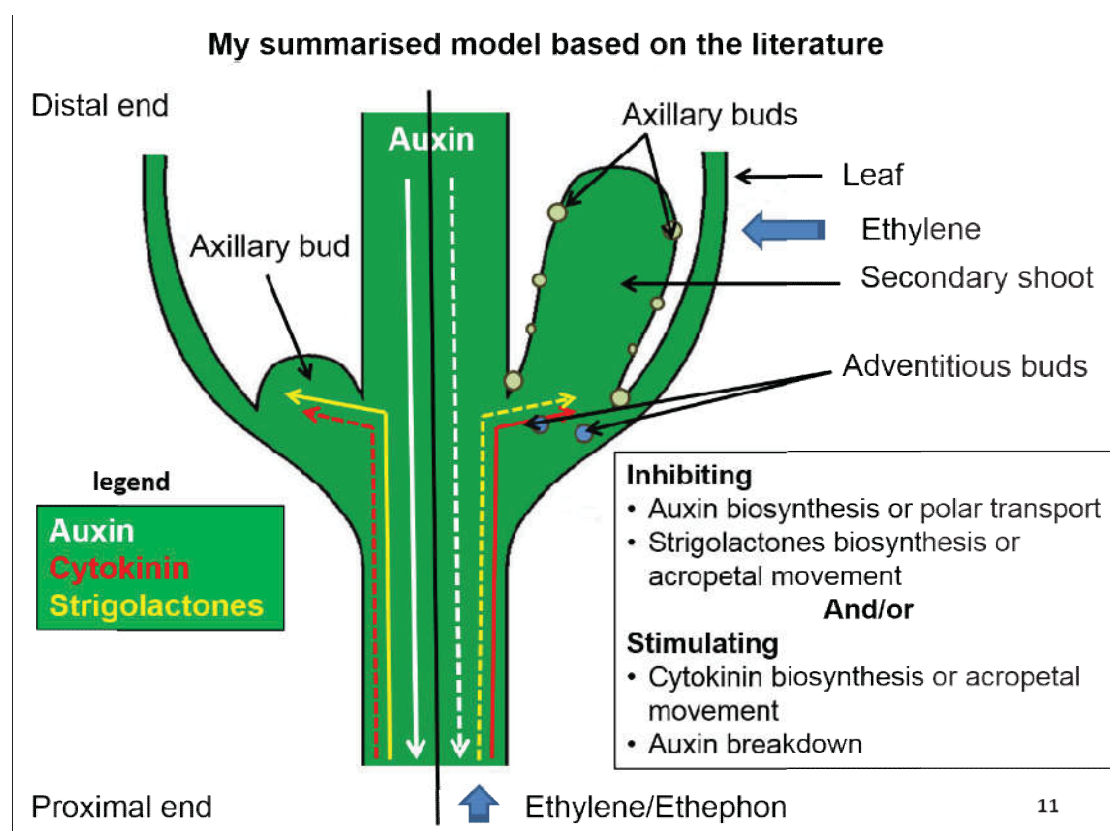 My summarised model based on the literature
Distal end
Auxin
Axillary buds
Leaf
Ethylene
Axillary bud
Secondary shoot
Adventitious buds
legend
Auxin
Cytokinin
Strigolactones
Inhibiting
• Auxin biosynthesis or polar transport
• Strigolactones biosynthesis or
acropetal movement
And/or
Stimulating
• Cytokinin biosynthesis or acropetal
movement
• Auxin breakdown
Proximal end
Ethylene/Ethephon
11